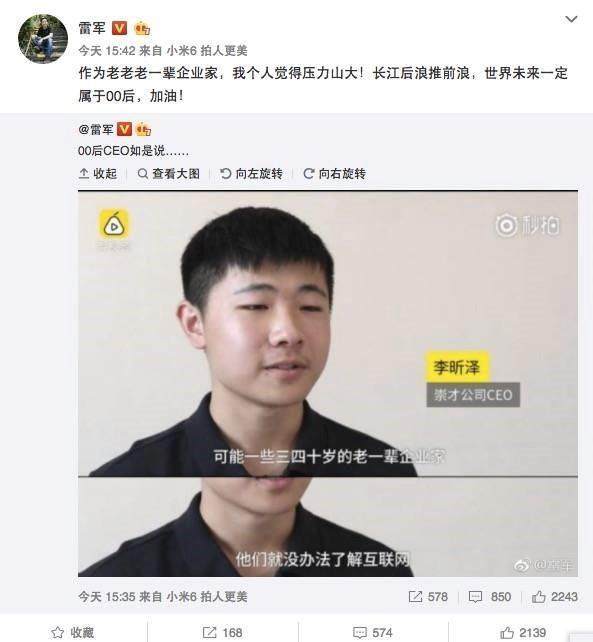 雷军
今天 15:42 来自 小米6 拍人更美
作为老老老一辈企业家，我个人觉得压力山大！长江后浪推前浪，世界未来一定
属于00后，加油！
@雷军
00后CEO如是说……
收起 查看大图 向左旋转 向右旋转
秒拍
李昕泽
崇才公司CEO
可能一些三四十岁的老一辈企业家
他们就没办法了解互联网
@雷军
今天 15:35 来自 小米6 拍人更美 578 850 2243
收藏 168 574 2139